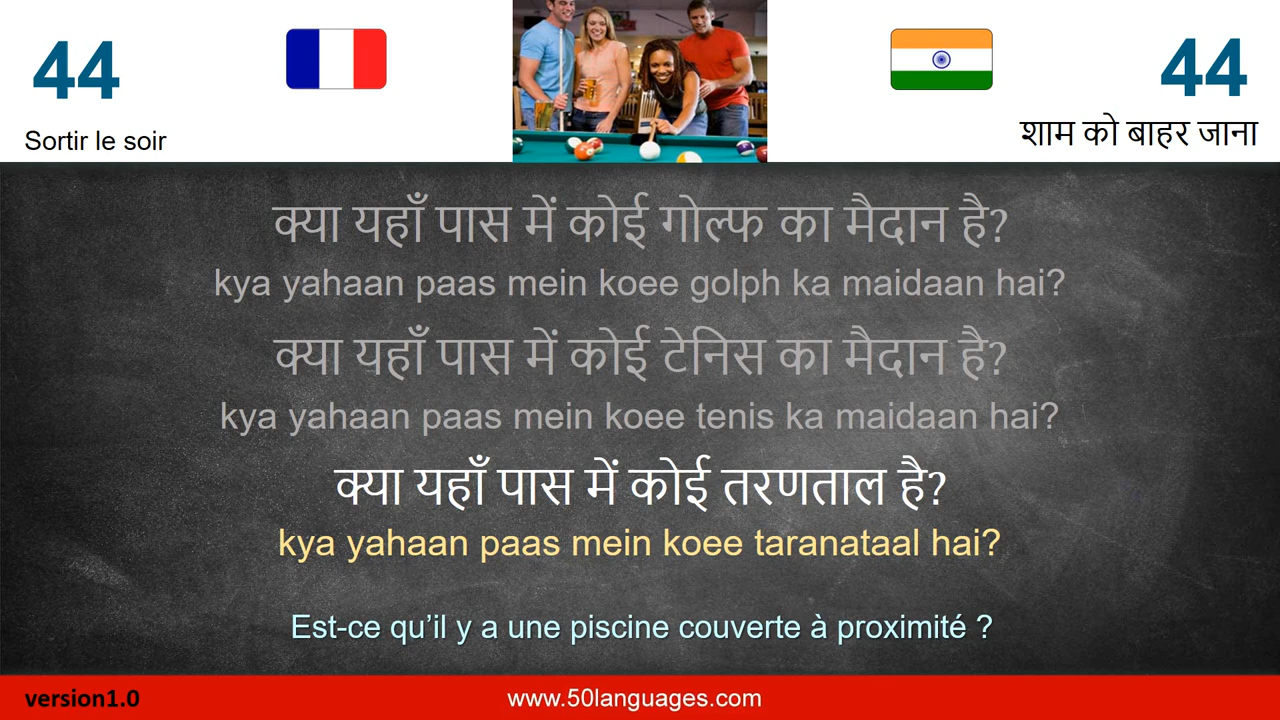 44
44
Sortir le soir
शाम को बाहर जाना
क्या यहाँ पास में कोई गोल्फ का मैदान है?
kya yahaan paas mein koee golph ka maidaan hai?
क्या यहाँ पास में कोई टेनिस का मैदान है?
kya yahaan paas mein koee tenis ka maidaan hai?
क्या यहाँ पास में कोई तरणताल है?
kya yahaan paas mein koee taranataal hai?
Est-ce qu’il y a une piscine couverte à proximité ?
version1.0
www.50languages.com